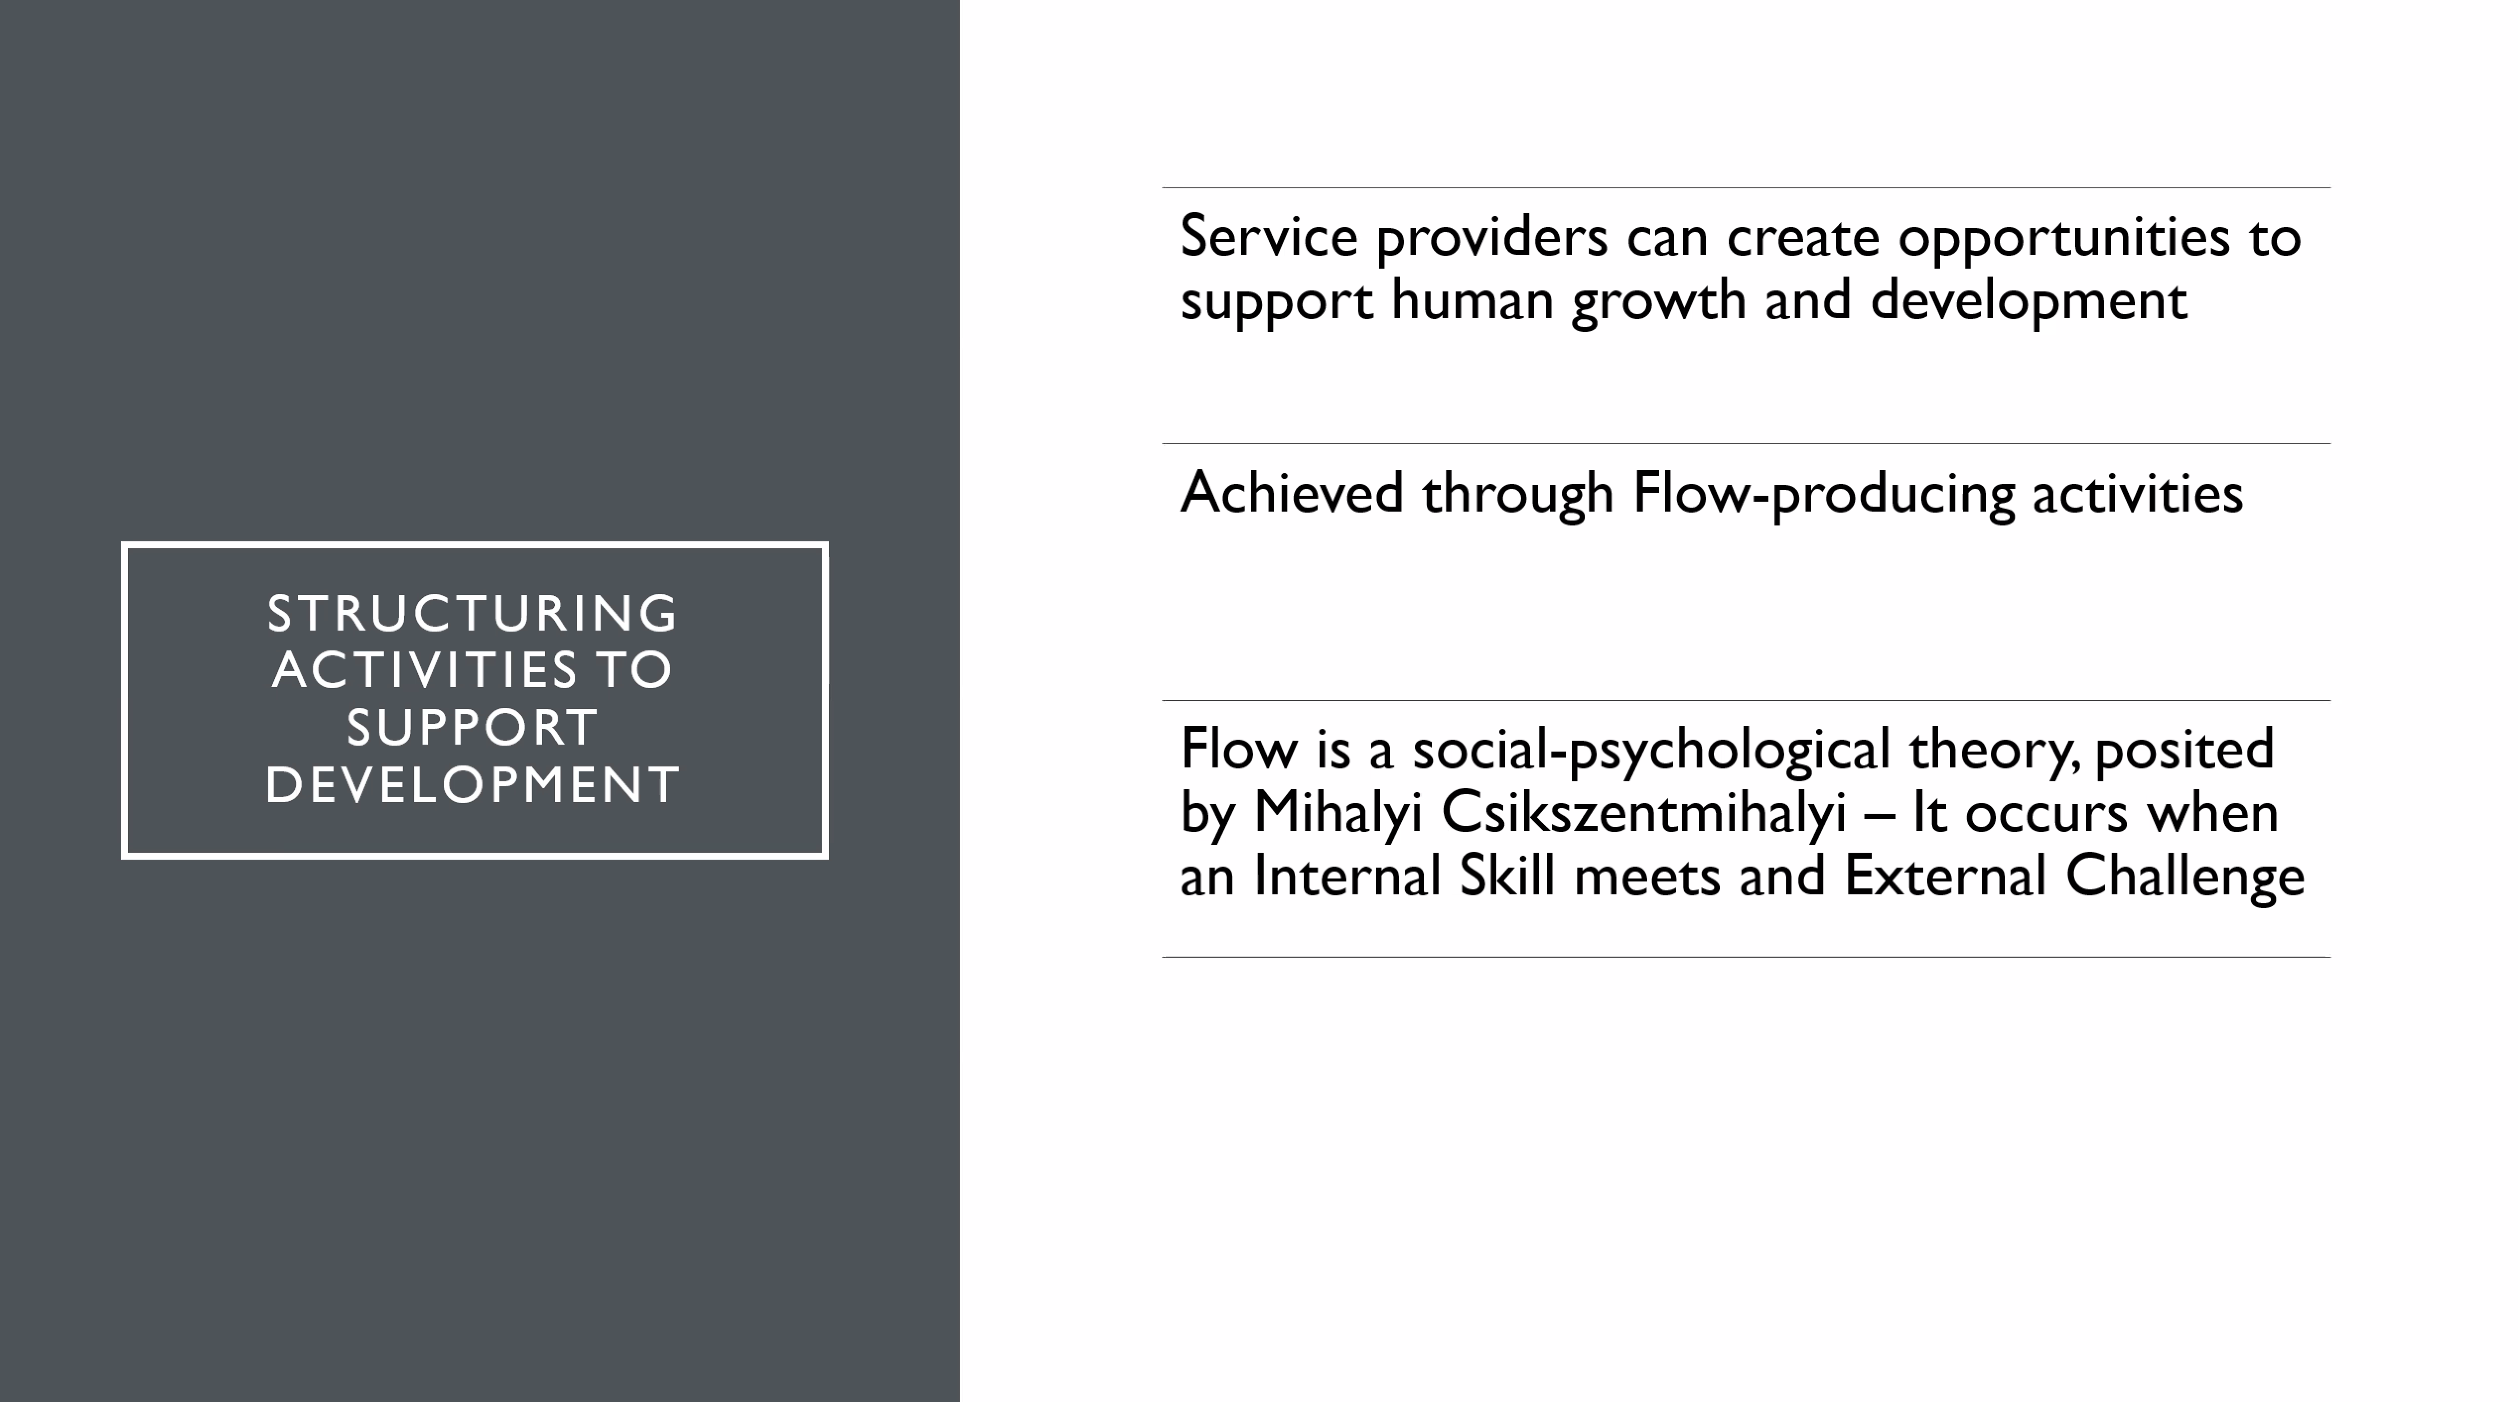 STRUCTURING
ACTIVITIES TO
SUPPORT
DEVELOPMENT
Service providers can create opportunities to
support human growth and development
Achieved through Flow-producing activities
Flow is a social-psychological theory, posited
by Mihalyi Csikszentmihalyi – It occurs when
an Internal Skill meets and External Challenge